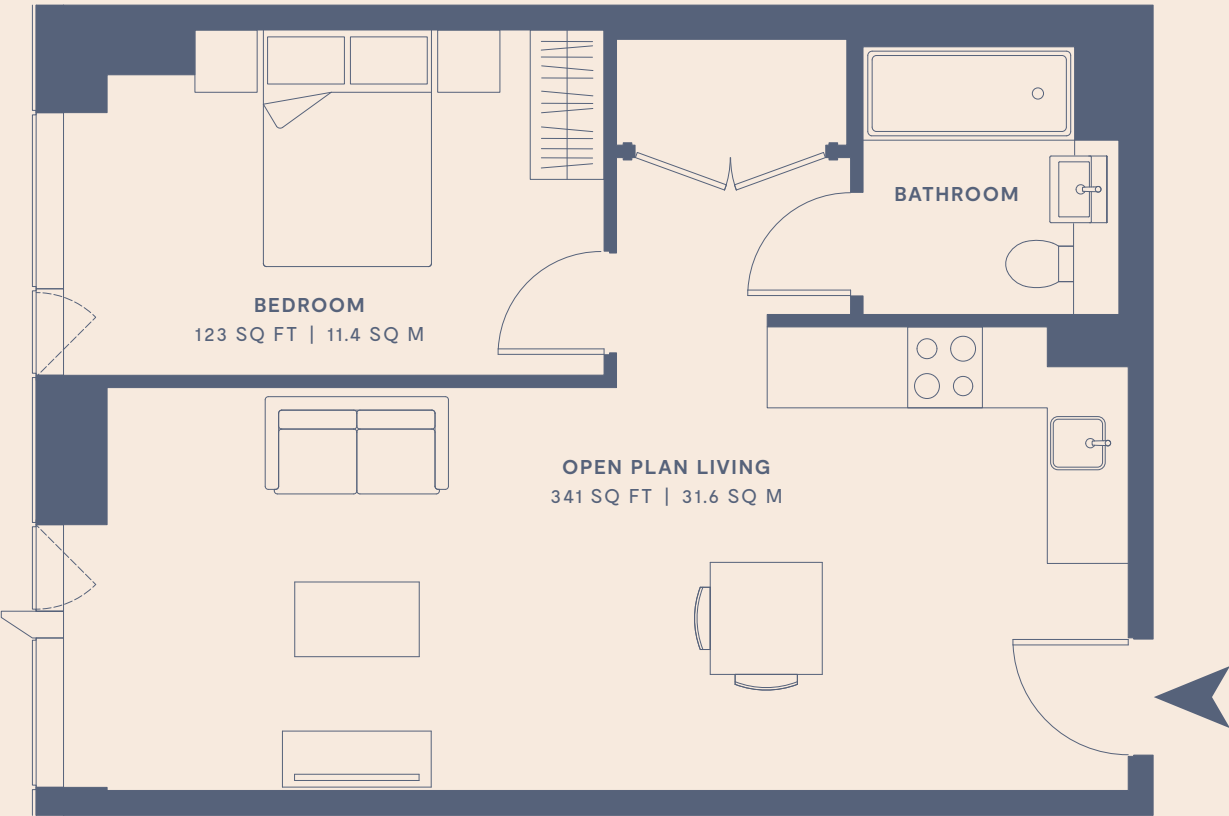 BATHROOM
BEDROOM
123 SQ FT | 11.4 SQ M
OPEN PLAN LIVING
341 SQ FT | 31.6 SQ M